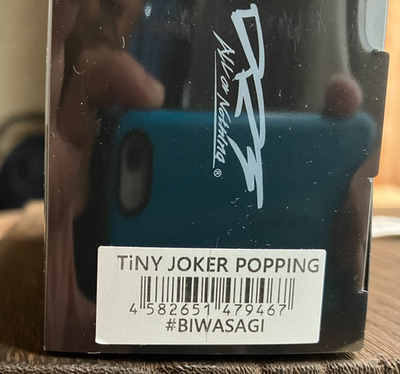 All or Nothing®
TiNY JOKER POPPING
4 582651 479467
#BIWASAGI